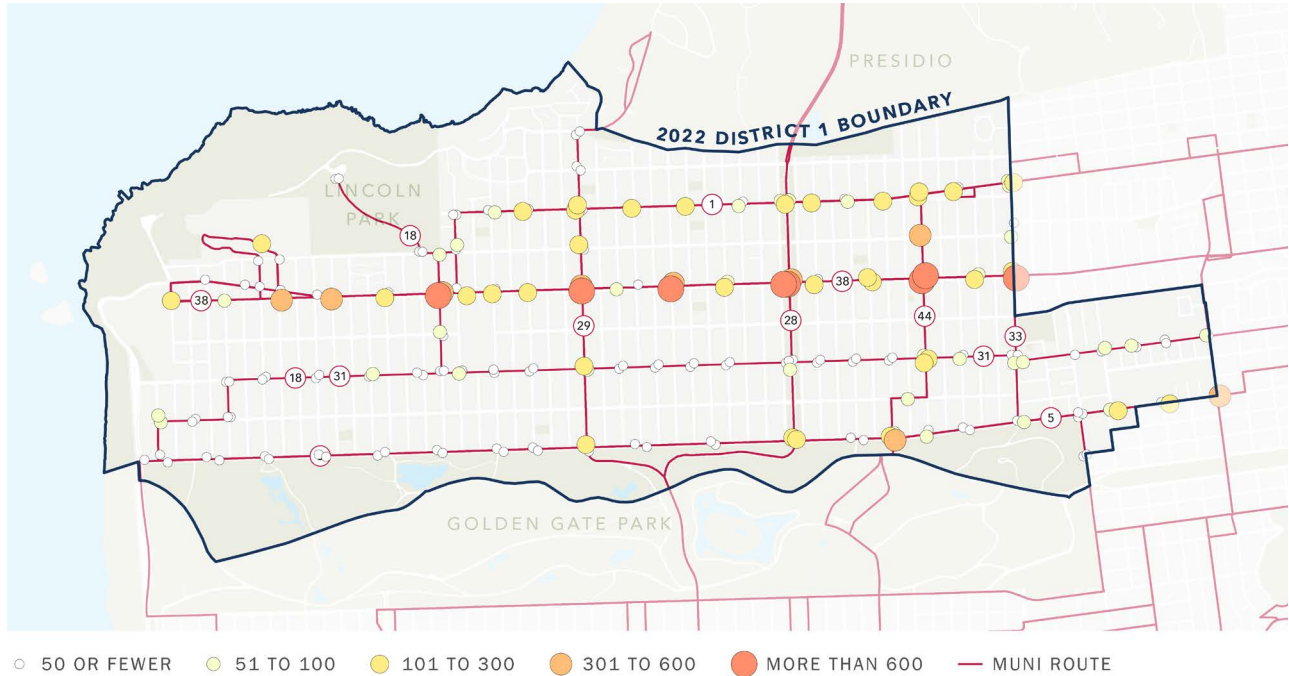 PRESIDIO
2022 DISTRICT 1 BOUNDARY
LINCOLN
PARK
1
18
38
38
29
28
44
33
18
31
31
5
GOLDEN GATE PARK
50 OR FEWER
51 TO 100
101 TO 300
301 TO 600
MORE THAN 600
MUNI ROUTE